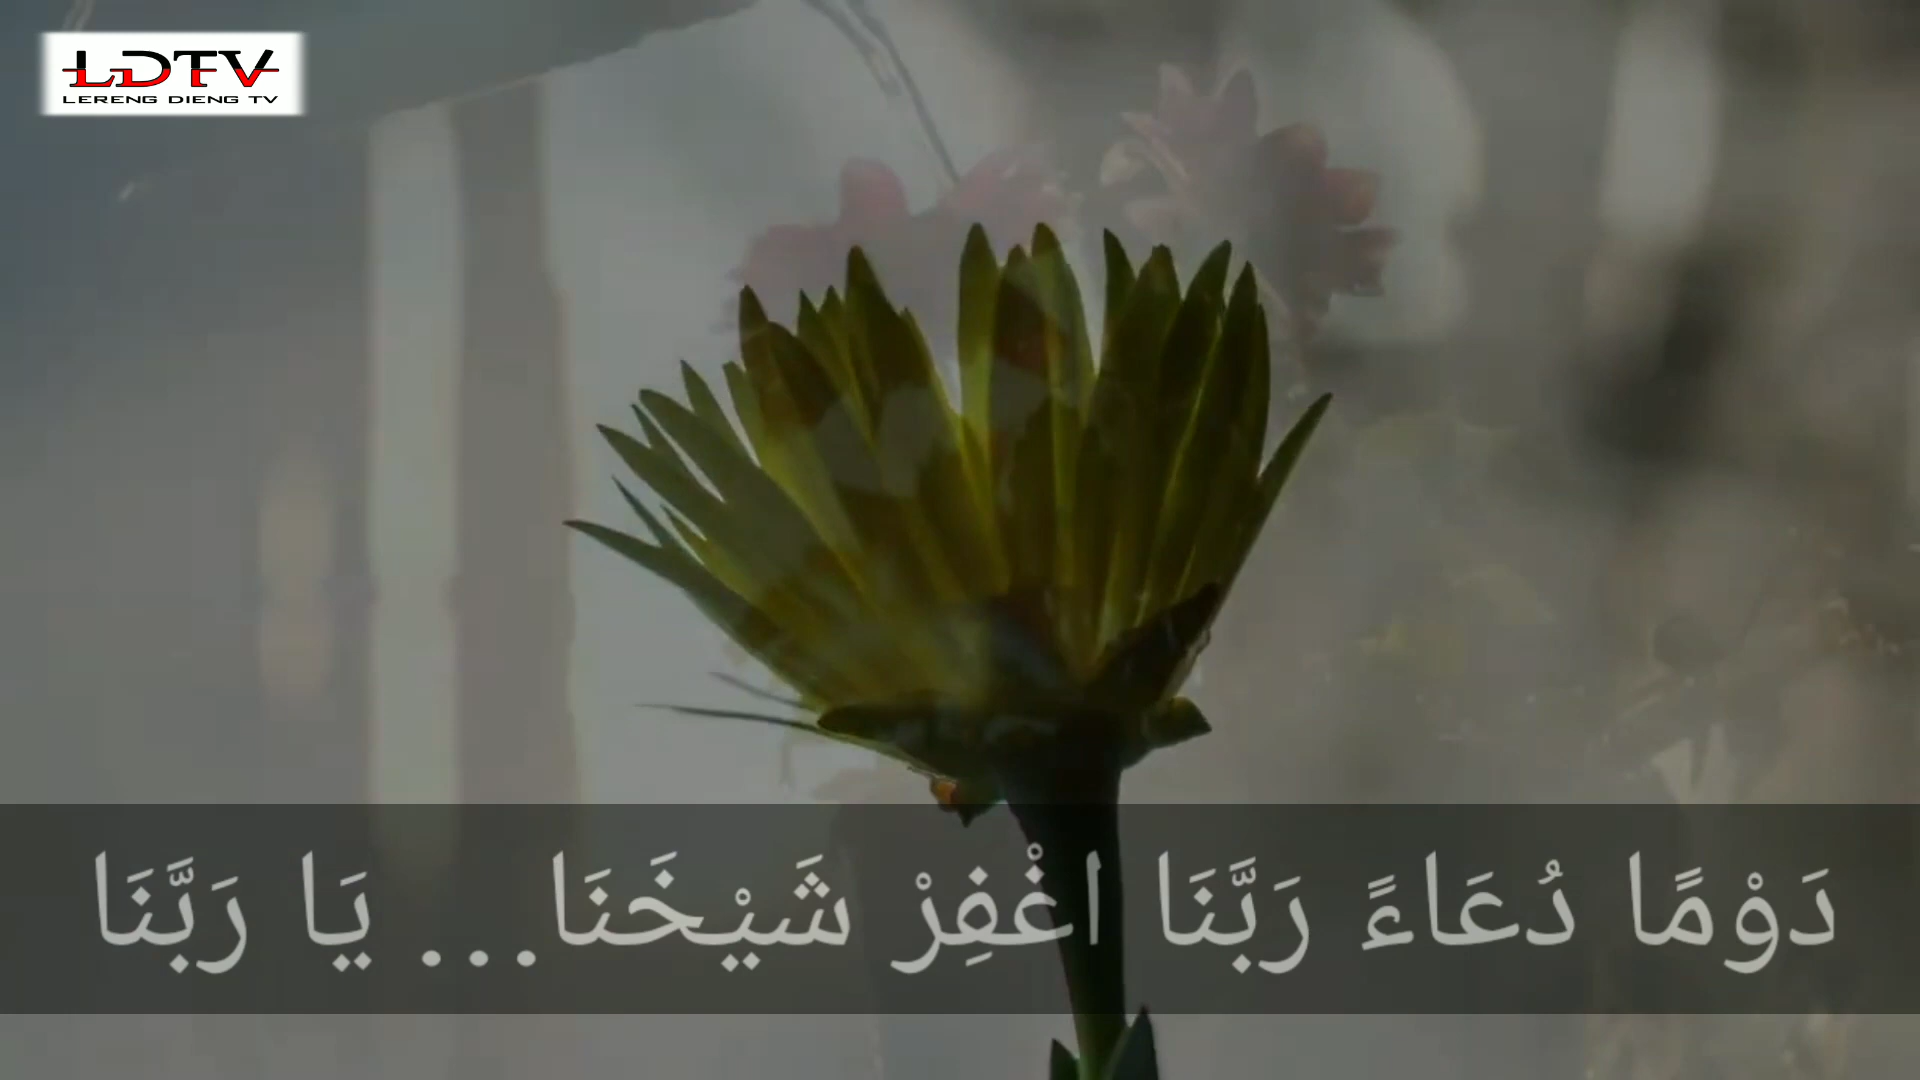 LDTV
LERENG DIENG TV
دَوْمًا دُعَاءً رَبَّنَا اغْفِرْ شَيْخَنَا... يَا رَبَّنَا